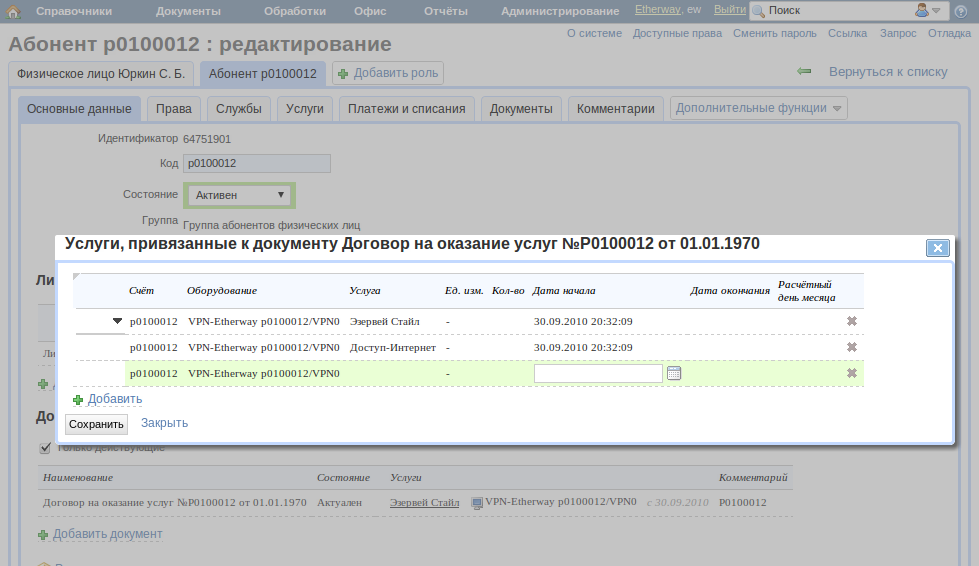 Справочники Документы Обработки Офис Отчёты Администрирование Etherway, ew Выйти Поиск
О системе Доступные права Сменить пароль Ссылка Запрос Отладка
Абонент p0100012 : редактирование
Физическое лицо Юркин С. Б. Абонент p0100012 Добавить роль Вернуться к списку
Основные данные Права Службы Услуги Платежи и списания Документы Комментарии Дополнительные функции
Идентификатор 64751901
Код p0100012
Состояние Активен
Группа Группа абонентов физических лиц
Услуги, привязанные к документу Договор на оказание услуг №P0100012 от 01.01.1970
Ли
Счёт Оборудование Услуга Ед. изм. Кол-во Дата начала Дата окончания Расчётный
день месяца
p0100012 VPN-Etherway p0100012/VPN0 Эзервей Стайл - 30.09.2010 20:32:09
p0100012 VPN-Etherway p0100012/VPN0 Доступ-Интернет - 30.09.2010 20:32:09
Ли
p0100012 VPN-Etherway p0100012/VPN0 -
Добавить
До
Сохранить Закрыть
Только действующие
Наименование Состояние Услуги Комментарий
Договор на оказание услуг №P0100012 от 01.01.1970 Актуален Эзервей Стайл VPN-Etherway p0100012/VPN0 с 30.09.2010 P0100012
Добавить документ